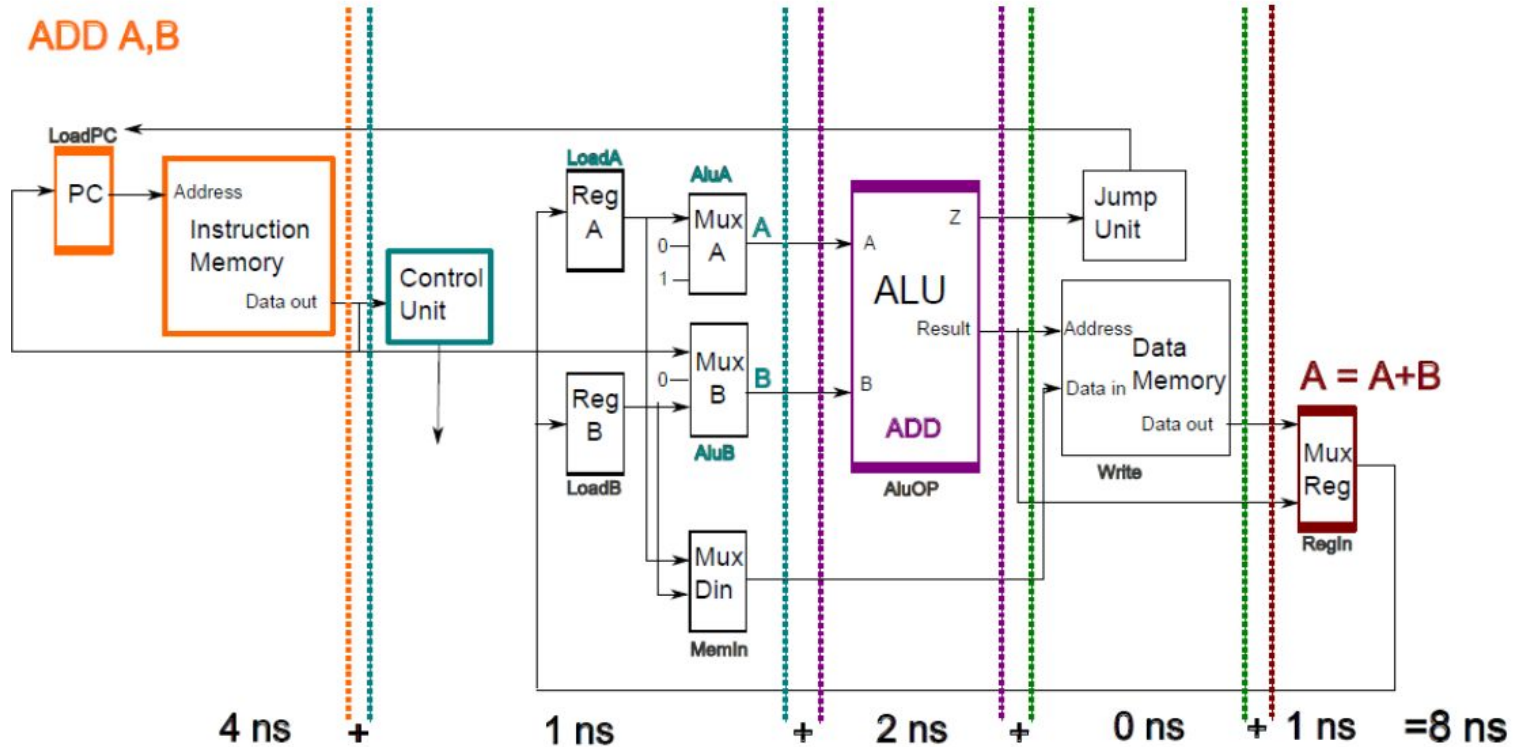 ADD A,B
LoadPC
PC
Address
Instruction
Memory
Data out
Control
Unit
LoadA
Reg
A
AluA
Mux
A
0
1
A
Reg
B
LoadB
Mux
B
0
B
AluB
Mux
Din
MemIn
A
Z
ALU
Result
B
ADD
AluOP
Jump
Unit
Address
Data
Memory
Data in
Data out
Write
A = A+B
Mux
Reg
RegIn
4 ns + 1 ns + 2 ns + 0 ns + 1 ns =8 ns